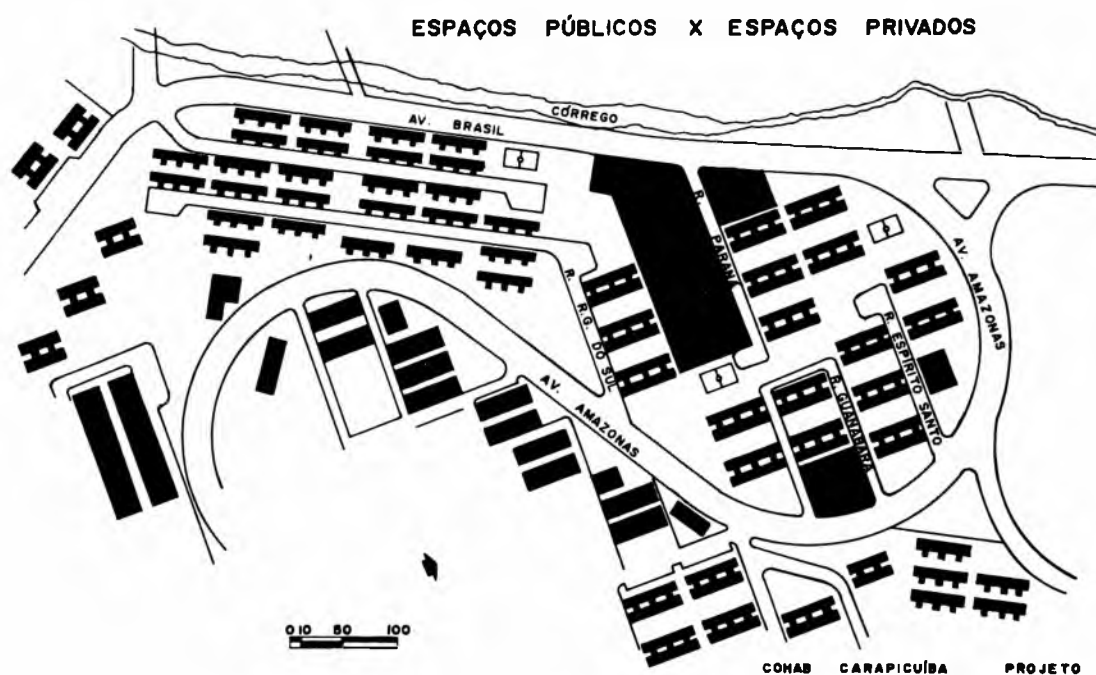 ESPAÇOS PÚBLICOS X ESPAÇOS PRIVADOS
CÓRREGO
AV. BRASIL
R. PARANÁ
AV. AMAZONAS
R. R.G. DO SUL
R. ESPÍRITO SANTO
R. GUANABARA
AV. AMAZONAS
0 10 50 100
COHAB CARAPICUÍBA PROJETO